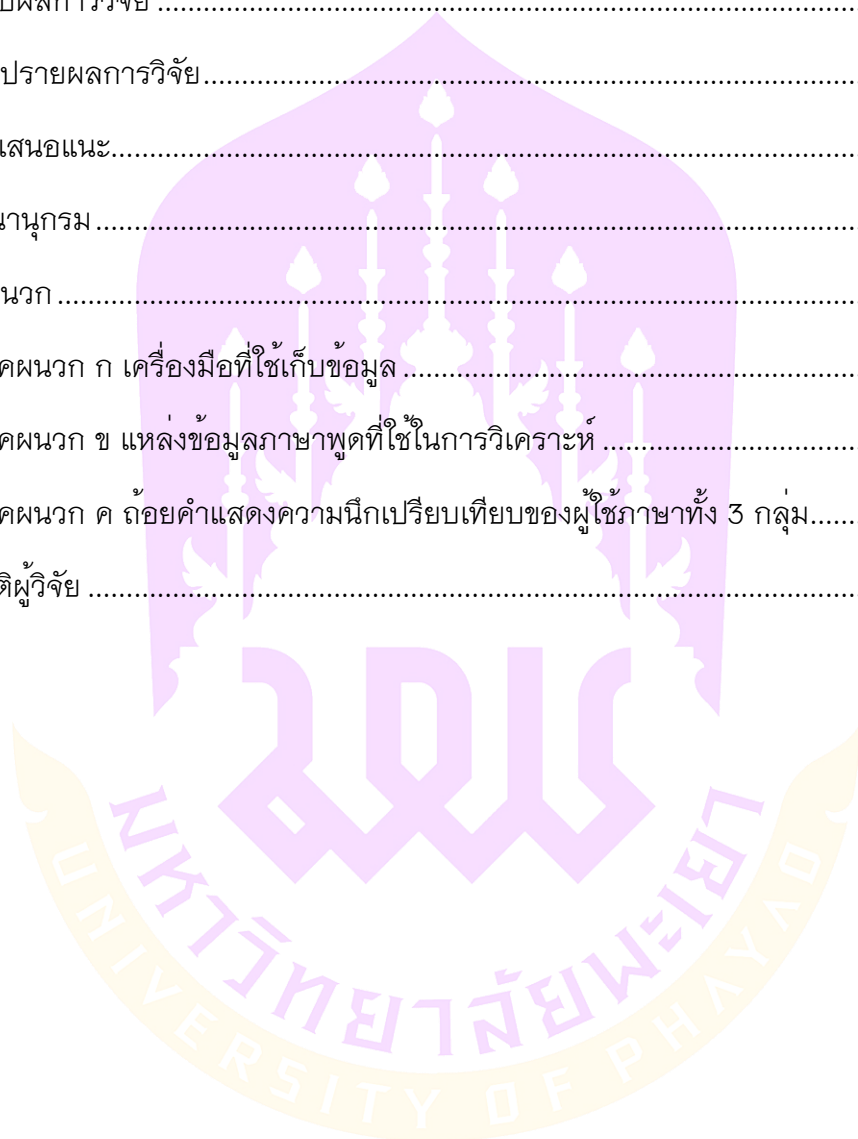 ผลการวิจัย ........................................................................................................
ปรายผลการวิจัย........................................................................................................
เสนอแนะ........................................................................................................
านุกรม ........................................................................................................
นวก ........................................................................................................
คผนวก ก เครื่องมือที่ใช้เก็บข้อมูล ........................................................................
คผนวก ข แหล่งข้อมูลภาษาพูดที่ใช้ในการวิเคราะห์ ........................................
คผนวก ค ถ้อยคำแสดงความนึกเปรียบเทียบของผู้ใช้ภาษาทั้ง 3 กลุ่ม.......
ติผู้วิจัย ........................................................................................................
มหาวิทยาลัยพะเยา
UNIVERSITY OF PHAYAO